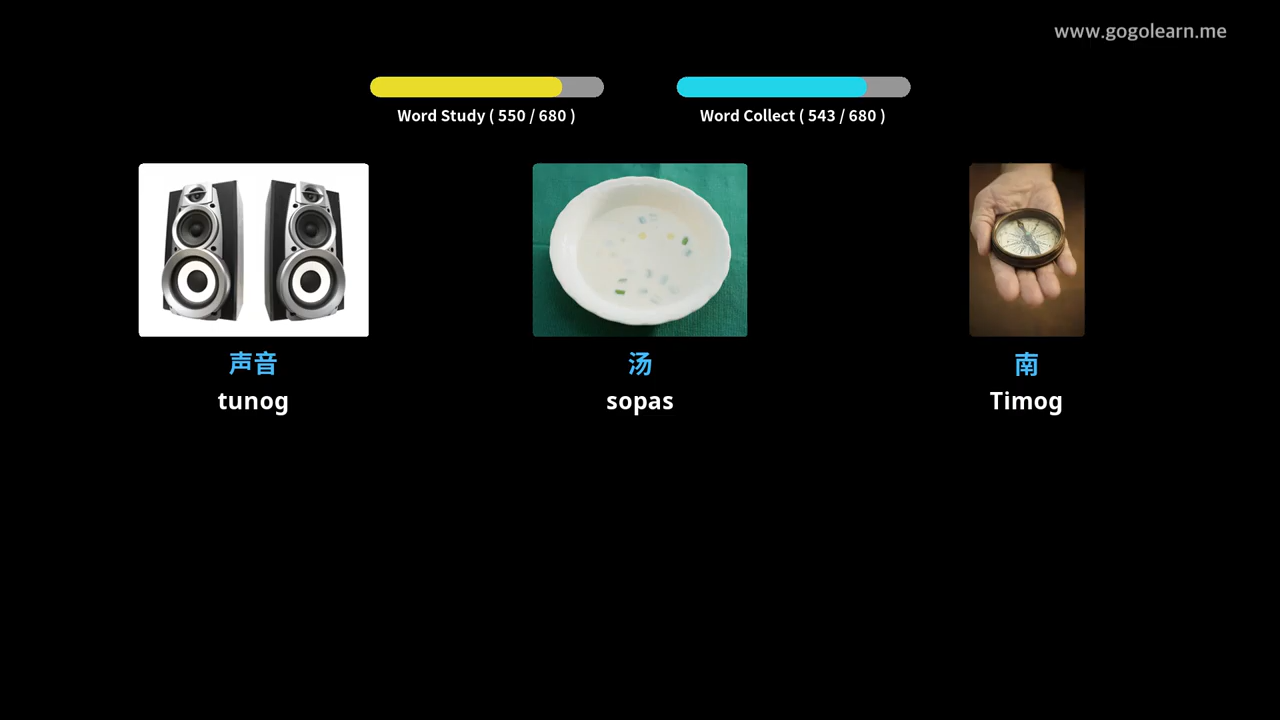 www.gogolearn.me
Word Study ( 550 / 680 )
Word Collect ( 543 / 680 )
声音
tunog
汤
sopas
南
Timog